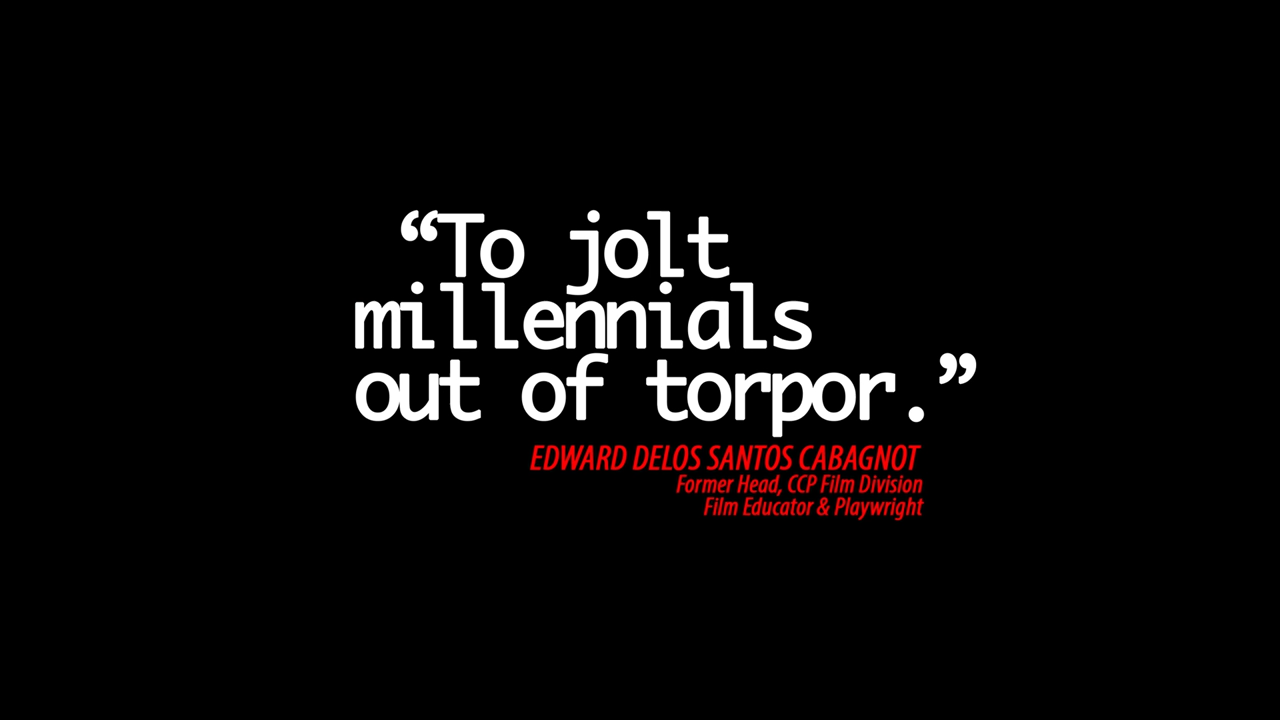 “To jolt
millennials
out of torpor.”
EDWARD DELOS SANTOS CABAGNOT
Former Head, CCP Film Division
Film Educator & Playwright